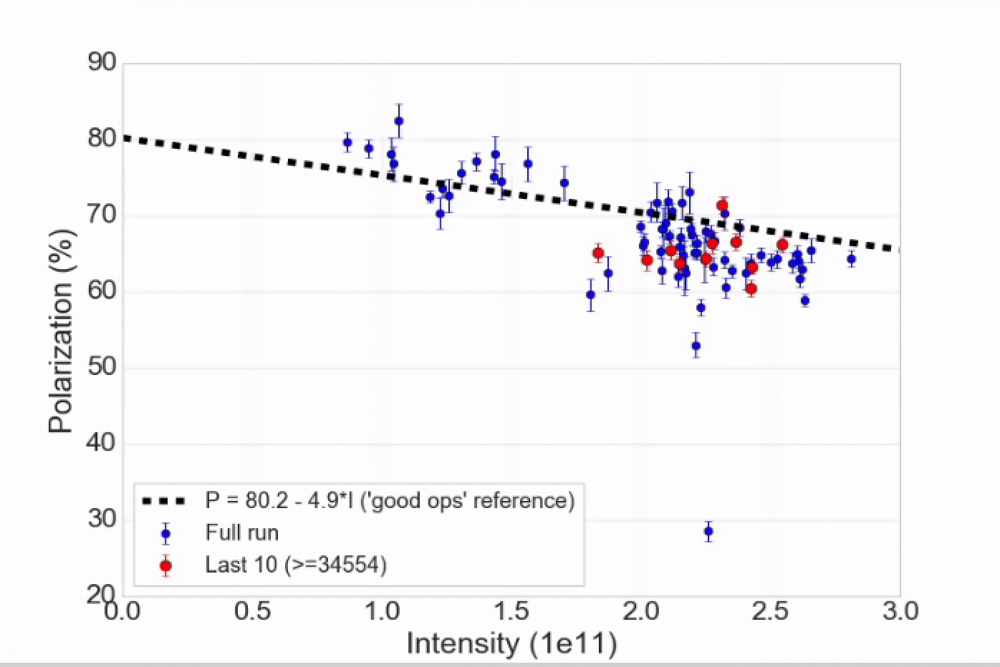 90
80
70
60
50
40
30
20
Polarization (%)
P = 80.2 - 4.9*I ('good ops' reference)
Full run
Last 10 (>=34554)
0.0 0.5 1.0 1.5 2.0 2.5 3.0
Intensity (1e11)